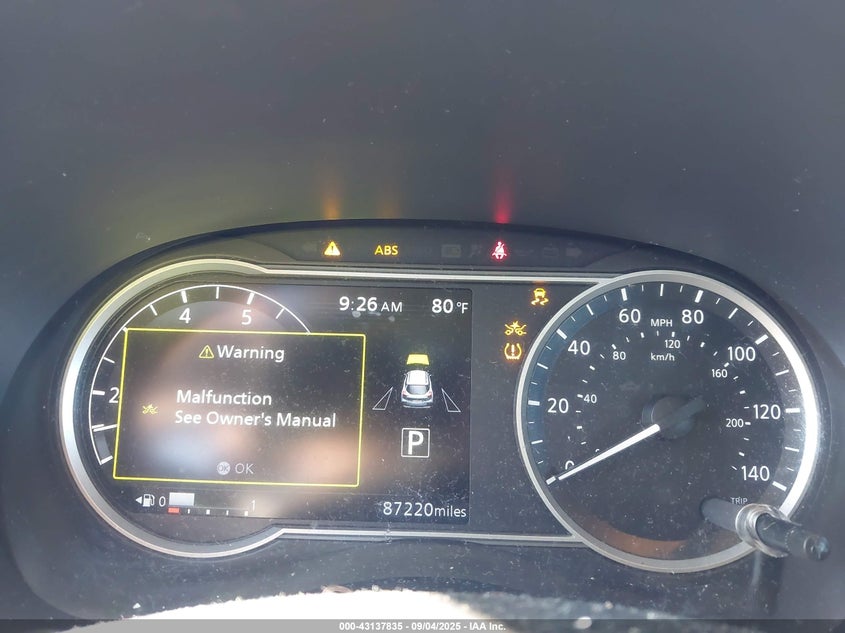 ABS
9:26 AM 80 °F
4 5
Warning
2
Malfunction
See Owner's Manual
OK OK
P
0 1
87220miles
MPH
km/h
0 20 40 60 80 100 120 140
40 80 120 160 200
TRIP
000-43137835 - 09/04/2025 - IAA Inc.